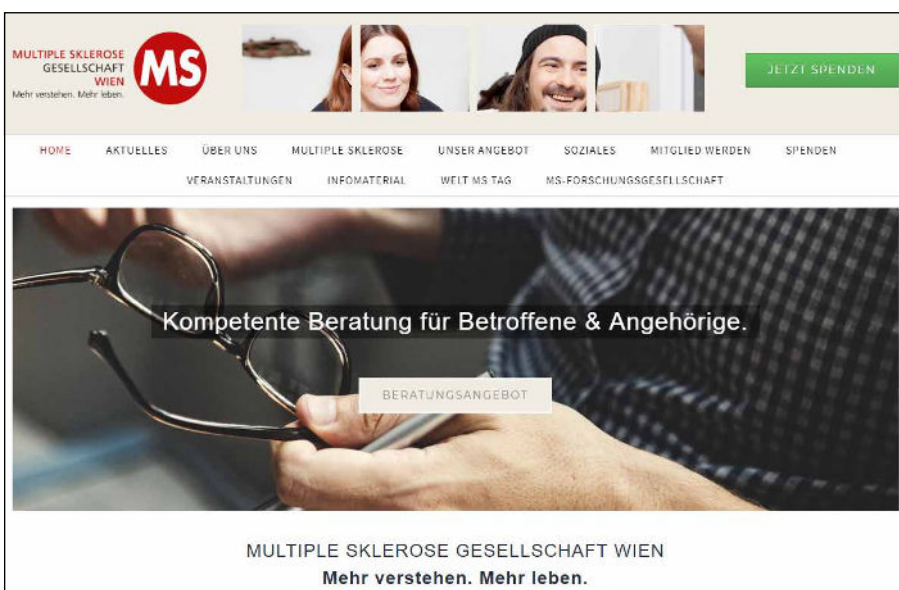 MULTIPLE SKLEROSE
GESELLSCHAFT
WIEN
Mehr verstehen. Mehr leben.
MS
JETZT SPENDEN
HOME AKTUELLES ÜBER UNS MULTIPLE SKLEROSE UNSER ANGEBOT SOZIALES MITGLIED WERDEN SPENDEN
VERANSTALTUNGEN INFOMATERIAL WELT MS TAG MS-FORSCHUNGSGESELLSCHAFT
Kompetente Beratung für Betroffene & Angehörige.
BERATUNGSANGEBOT
MULTIPLE SKLEROSE GESELLSCHAFT WIEN
Mehr verstehen. Mehr leben.